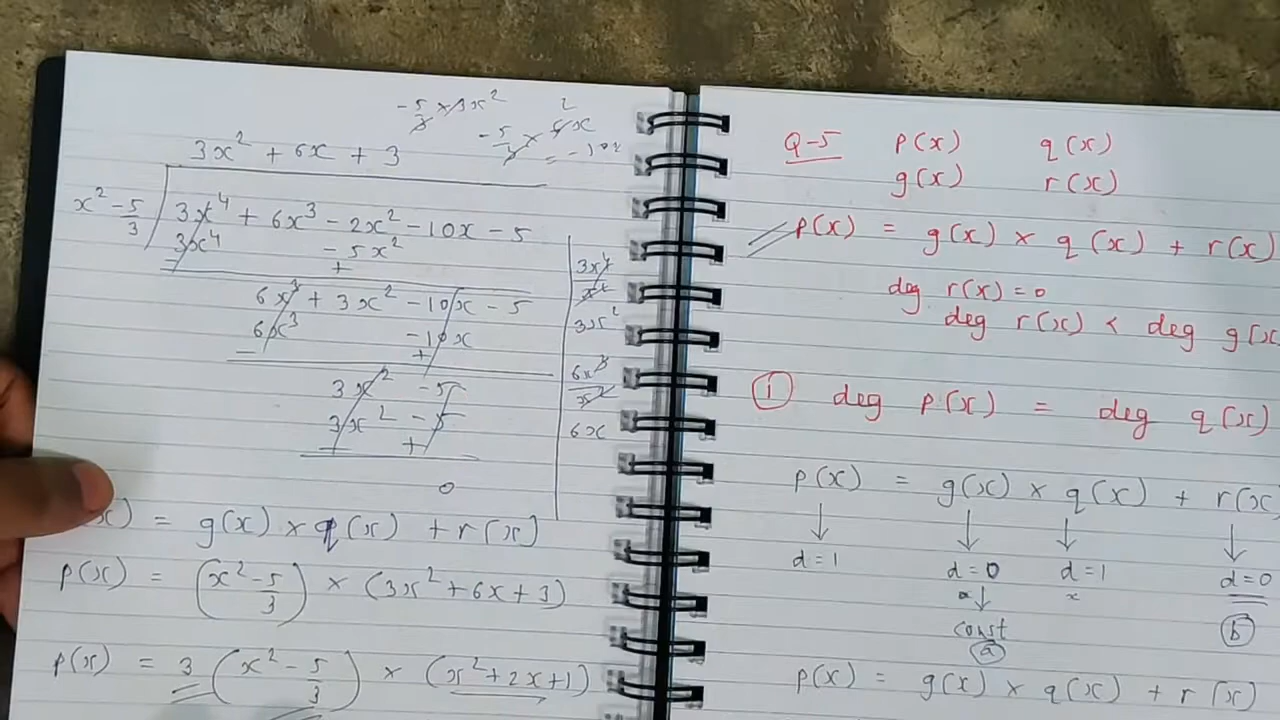 -5/3 × 3x²
-5/3 × 6x
= -10x
3x² + 6x + 3
x² - 5/3 3x⁴ + 6x³ - 2x² - 10x - 5
3x⁴ - 5x²
+
6x³ + 3x² - 10x - 5
6x³ - 10x
- +
3x² - 5
3x² - 5
- +
0
3x⁴
x²
3x²
6x³
x²
6x
x) = g(x) × q(x) + r(x)
p(x) = (x² - 5/3) × (3x² + 6x + 3)
p(x) = 3 (x² - 5/3) × (x² + 2x + 1)
Q-5 p(x) q(x)
g(x) r(x)
p(x) = g(x) × q(x) + r(x)
deg r(x) = 0
deg r(x) < deg g(x
① deg p(x) = deg q(x)
p(x) = g(x) × q(x) + r(x
↓ ↓ ↓ ↓
d=1 d=0 d=1 d=0
↓ x
const ⓑ
ⓐ
p(x) = g(x) × q(x) + r(x)